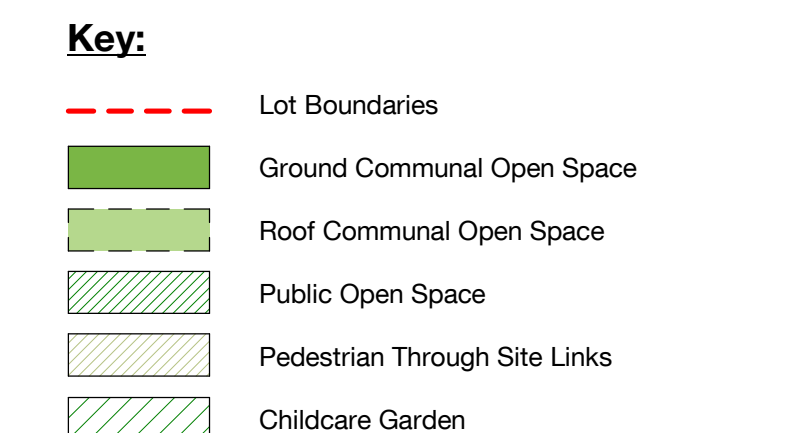 Key:
Lot Boundaries
Ground Communal Open Space
Roof Communal Open Space
Public Open Space
Pedestrian Through Site Links
Childcare Garden